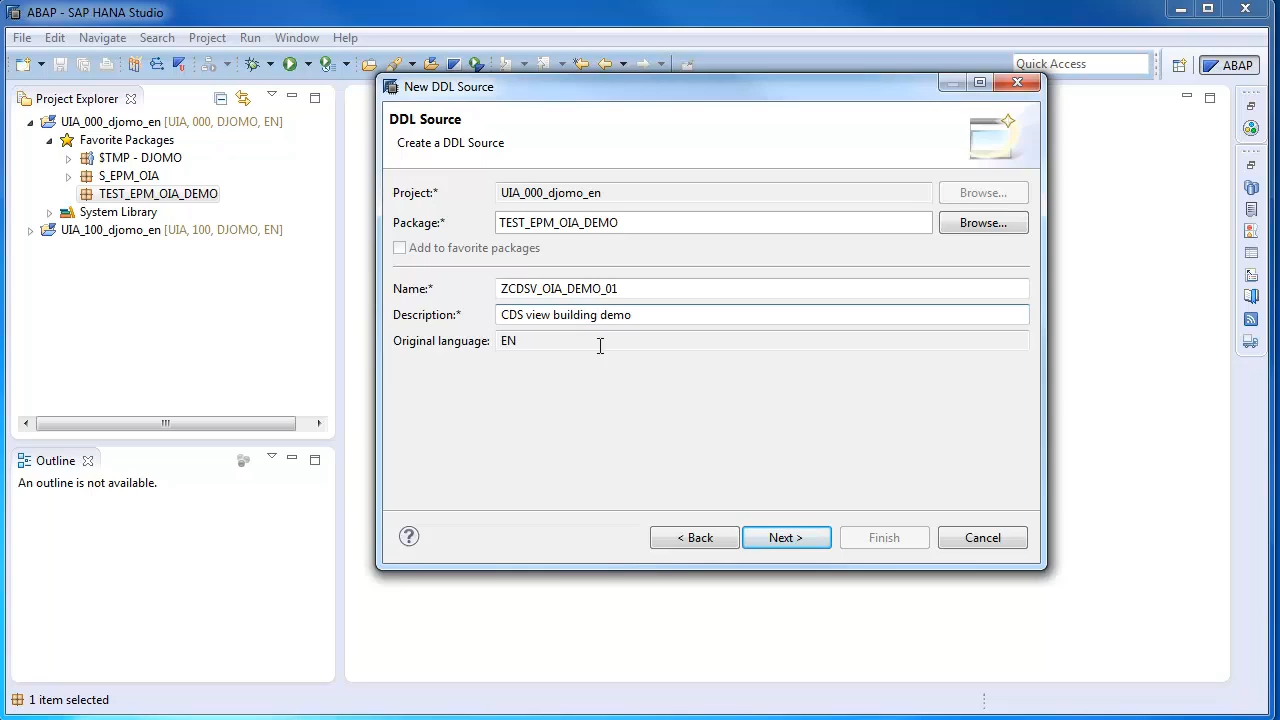 ABAP - SAP HANA Studio
File Edit Navigate Search Project Run Window Help
Quick Access
ABAP
Project Explorer
UIA_000_djomo_en [UIA, 000, DJOMO, EN]
Favorite Packages
$TMP - DJOMO
S_EPM_OIA
TEST_EPM_OIA_DEMO
System Library
UIA_100_djomo_en [UIA, 100, DJOMO, EN]
Outline
An outline is not available.
New DDL Source
DDL Source
Create a DDL Source
Project:* UIA_000_djomo_en Browse...
Package:* TEST_EPM_OIA_DEMO Browse...
Add to favorite packages
Name:* ZCDSV_OIA_DEMO_01
Description:* CDS view building demo
Original language: EN
< Back Next > Finish Cancel
1 item selected